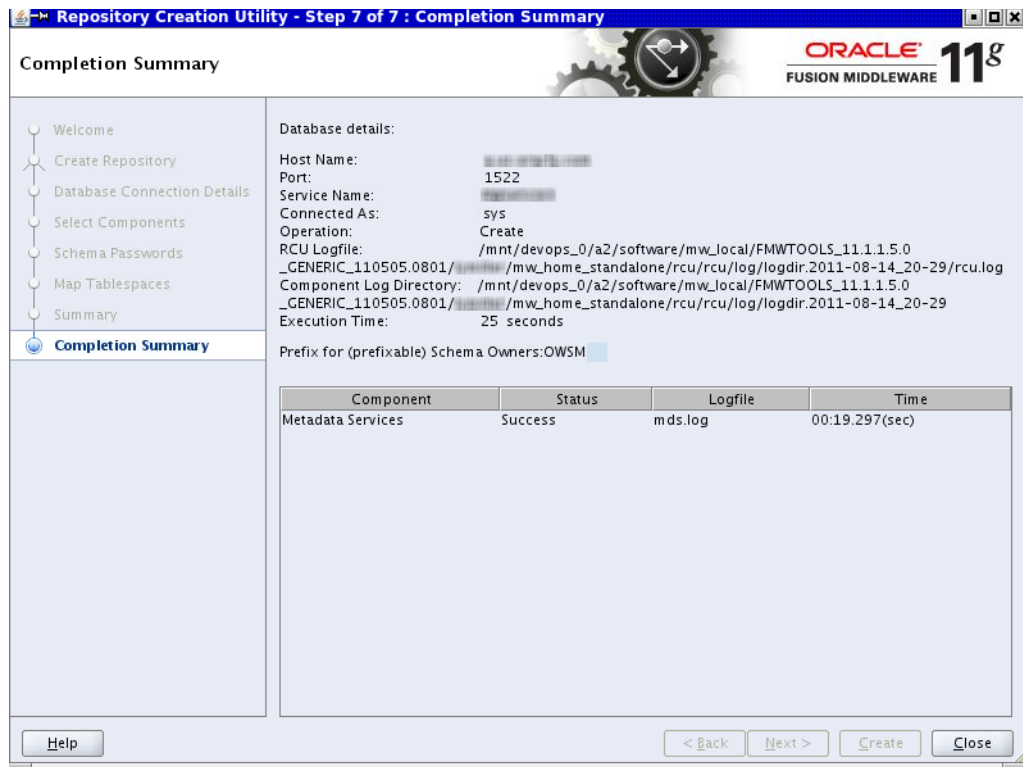 Repository Creation Utility - Step 7 of 7 : Completion Summary
Completion Summary
ORACLE
FUSION MIDDLEWARE
11g
Welcome
Create Repository
Database Connection Details
Select Components
Schema Passwords
Map Tablespaces
Summary
Completion Summary
Database details:
Host Name:
Port: 1522
Service Name:
Connected As: sys
Operation: Create
RCU Logfile: /mnt/devops_0/a2/software/mw_local/FMWTOOLS_11.1.1.5.0
_GENERIC_110505.0801/ /mw_home_standalone/rcu/rcu/log/logdir.2011-08-14_20-29/rcu.log
Component Log Directory: /mnt/devops_0/a2/software/mw_local/FMWTOOLS_11.1.1.5.0
_GENERIC_110505.0801/ /mw_home_standalone/rcu/rcu/log/logdir.2011-08-14_20-29
Execution Time: 25 seconds
Prefix for (prefixable) Schema Owners:OWSM
Component Status Logfile Time
Metadata Services Success mds.log 00:19.297(sec)
Help < Back Next > Create Close